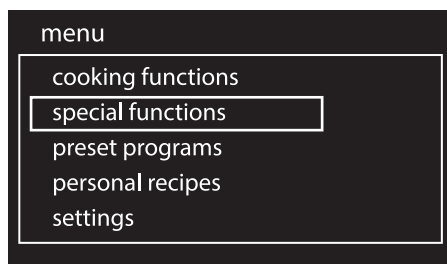 menu
cooking functions
special functions
preset programs
personal recipes
settings